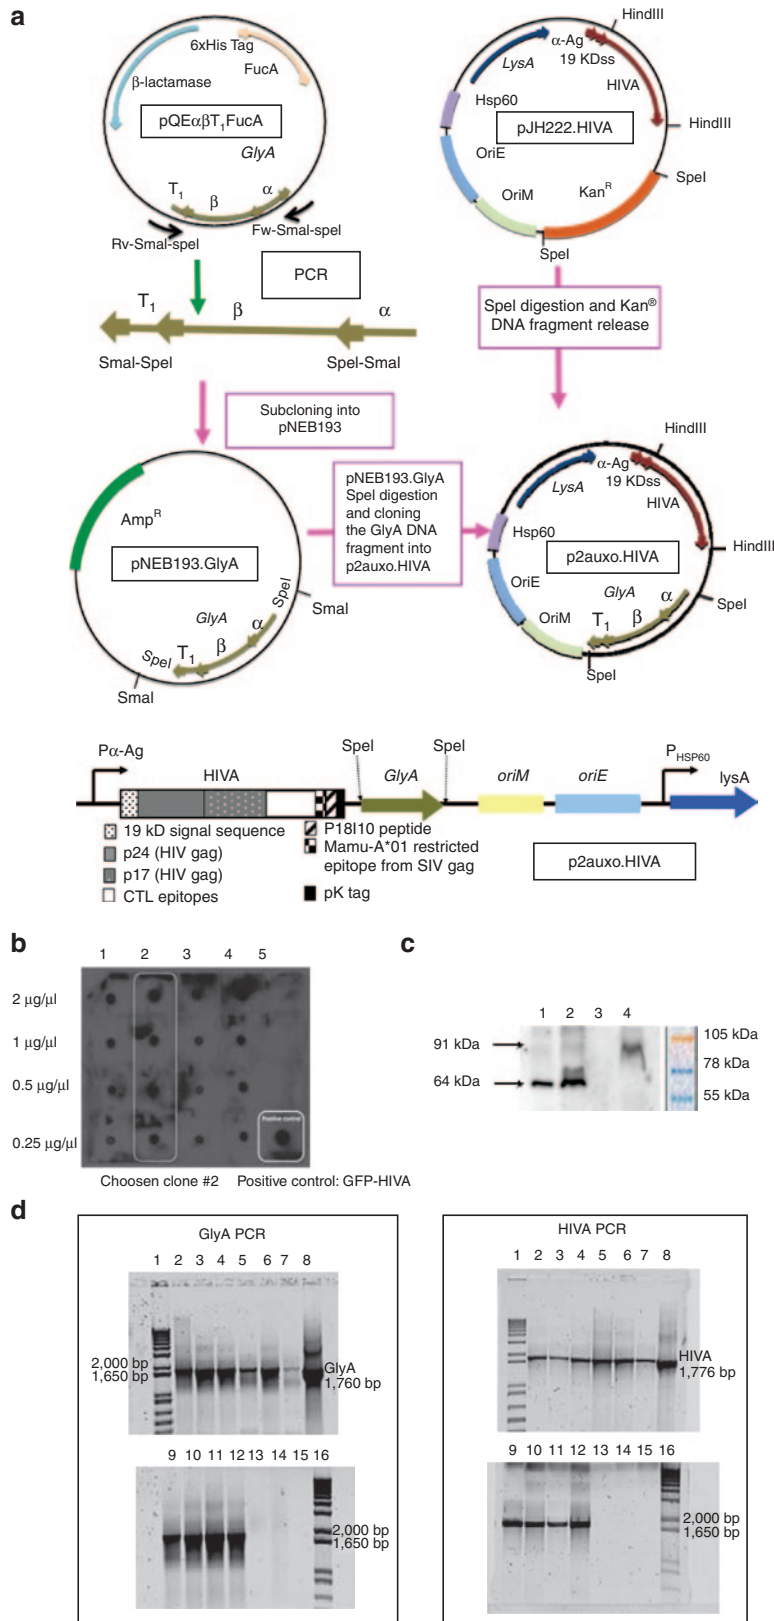 a
6xHis Tag
FucA
β-lactamase
pQEαβT1FucA
GlyA
T1
β
α
Rv-Smal-speI
Fw-Smal-speI
PCR
T1
β
α
SmaI-SpeI
SpeI-SmaI
Subcloning into
pNEB193
AmpR
pNEB193.GlyA
SpeI
SmaI
GlyA
α
β
T1
SpeI
SmaI
HindIII
α-Ag
19 KDss
LysA
HIVA
Hsp60
pJH222.HIVA
HindIII
OriE
SpeI
OriM
KanR
SpeI
SpeI digestion and Kan®
DNA fragment release
pNEB193.GlyA
SpeI digestion
and cloning
the GlyA DNA
fragment into
p2auxo.HIVA
HindIII
α-Ag
19 KDss
LysA
HIVA
Hsp60
p2auxo.HIVA
HindIII
OriE
GlyA
α
SpeI
OriM
T1
β
SpeI
Pα-Ag
HIVA
SpeI
GlyA
SpeI
oriM
oriE
PHSP60
lysA
19 kD signal sequence
p24 (HIV gag)
p17 (HIV gag)
CTL epitopes
P18I10 peptide
Mamu-A*01 restricted
epitope from SIV gag
pK tag
p2auxo.HIVA
b
1 2 3 4 5
2 µg/µl
1 µg/µl
0.5 µg/µl
0.25 µg/µl
Positive control
Choosen clone #2 Positive control: GFP-HIVA
c
1 2 3 4
91 kDa
64 kDa
105 kDa
78 kDa
55 kDa
d
GlyA PCR
1 2 3 4 5 6 7 8
2,000 bp
1,650 bp
GlyA
1,760 bp
9 10 11 12 13 14 15 16
2,000 bp
1,650 bp
HIVA PCR
1 2 3 4 5 6 7 8
HIVA
1,776 bp
9 10 11 12 13 14 15 16
2,000 bp
1,650 bp